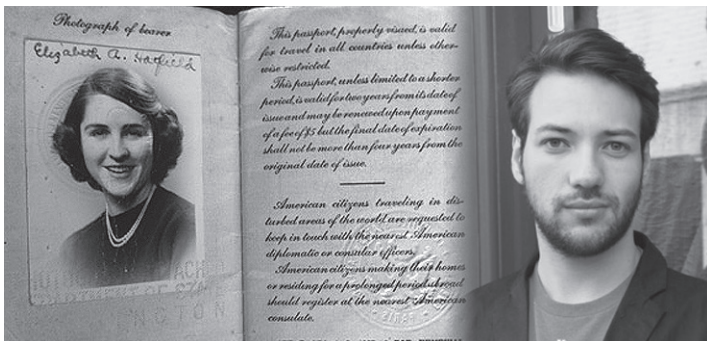 Photograph of bearer
Elizabeth A. Hatfield
This passport, properly visaed, is valid
for travel in all countries unless other-
wise restricted.
This passport, unless limited to a shorter
period, is valid for two years from its date of
issue and may be renewed upon payment
of a fee of $5 but the final date of expiration
shall not be more than four years from the
original date of issue.
American citizens traveling in dis-
turbed areas of the world are requested to
keep in touch with the nearest American
diplomatic or consular officers.
American citizens making their homes
or residing for a prolonged period abroad
should register at the nearest American
consulate.